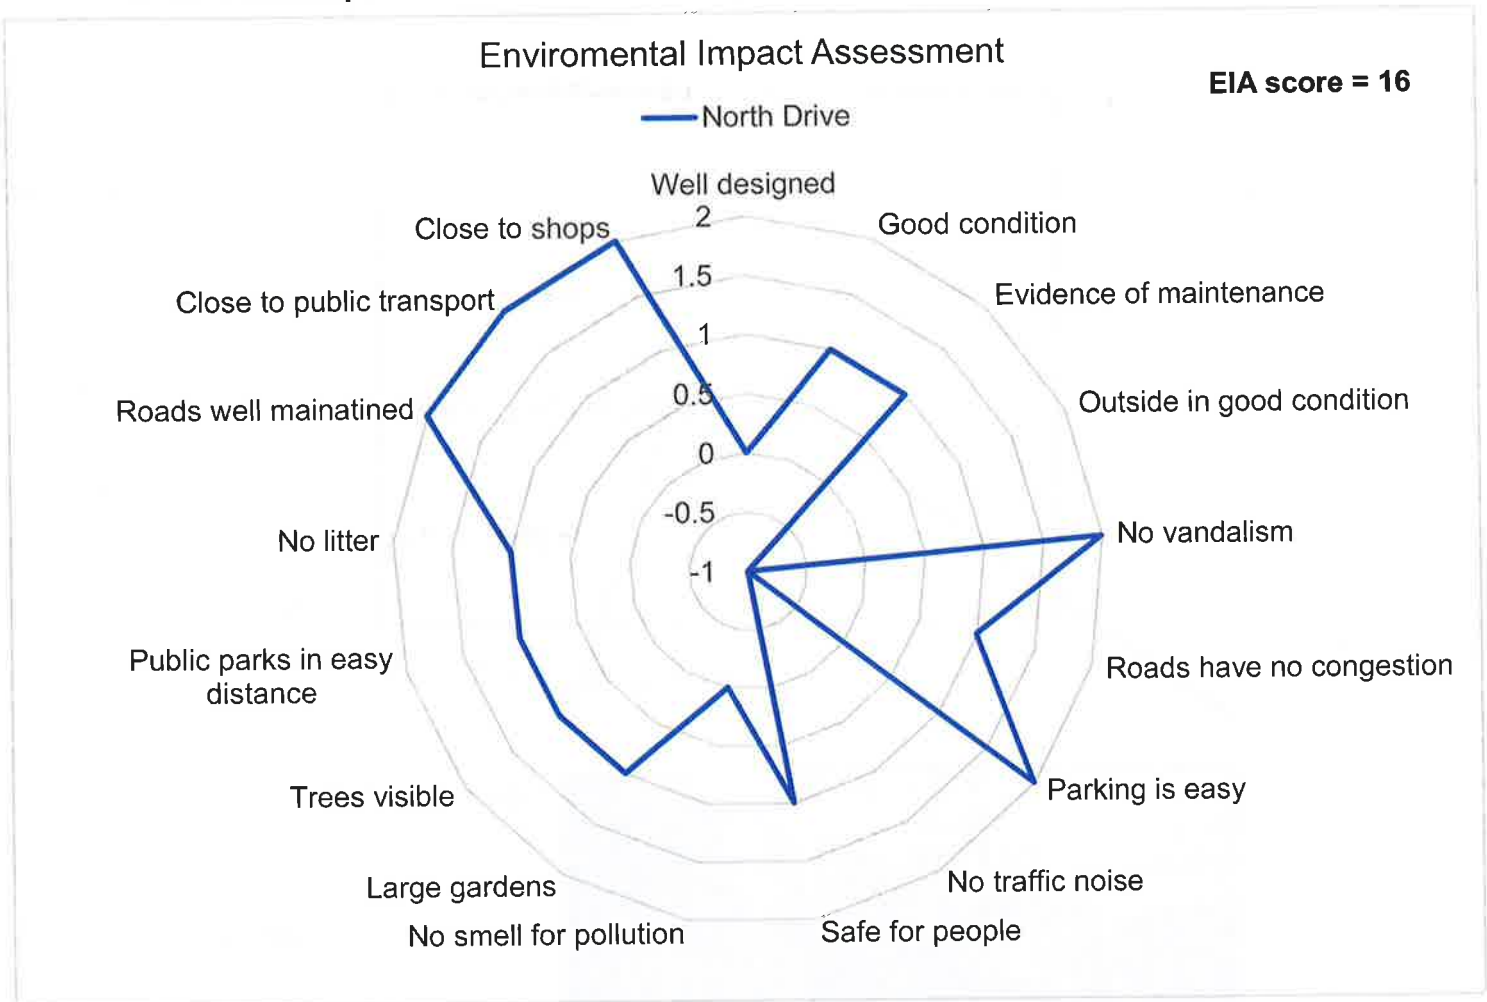 Enviromental Impact Assessment
EIA score = 16
North Drive
Well designed
Good condition
Evidence of maintenance
Outside in good condition
No vandalism
Roads have no congestion
Parking is easy
No traffic noise
Safe for people
No smell for pollution
Large gardens
Trees visible
Public parks in easy
distance
No litter
Roads well mainatined
Close to public transport
Close to shops
2
1.5
1
0.5
0
-0.5
-1